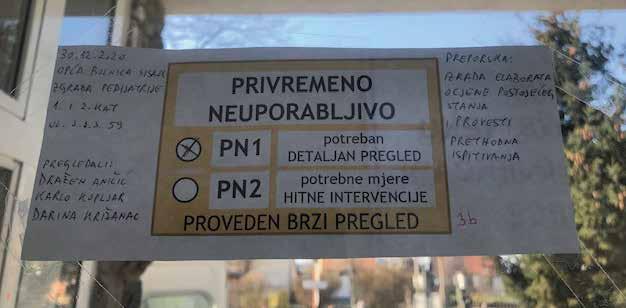 30.12.2020
OPĆA BOLNICA SISAK
ZGRADA PEDIJATRIJE
1. I 2. KAT
PREGLEDALI:
DRAŽEN ANIČIĆ
KARLO KOPLJAR
DARINA KRIŽANAC
PRIVREMENO
NEUPORABLJIVO
PN1
potreban
DETALJAN PREGLED
PN2
potrebne mjere
HITNE INTERVENCIJE
PROVEDEN BRZI PREGLED
PREPORUKA:
IZRADA ELABORATA
OCJENE POSTOJEĆEG
STANJA
I PROVESTI
PRETHODNA
ISPITIVANJA
3b